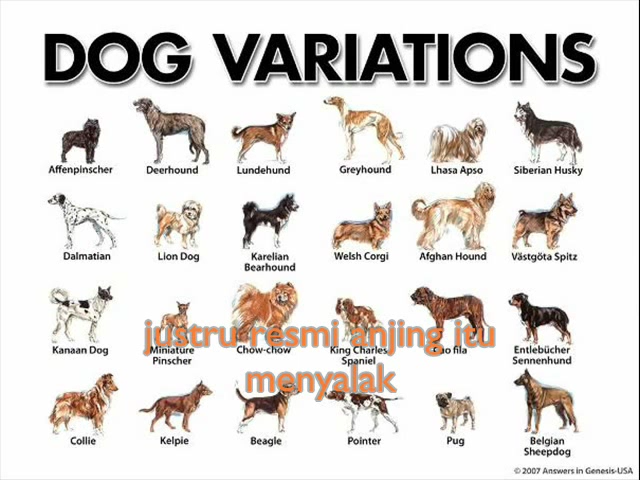 DOG VARIATIONS
Affenpinscher Deerhound Lundehund Greyhound Lhasa Apso Siberian Husky
Dalmatian Lion Dog Karelian Bearhound Welsh Corgi Afghan Hound Västgöta Spitz
Kanaan Dog Miniature Pinscher Chow-chow King Charles Spaniel fila Entlebücher Sennenhund
justru resmi anjing itu
menyalak
Collie Kelpie Beagle Pointer Pug Belgian Sheepdog
© 2007 Answers in Genesis-USA